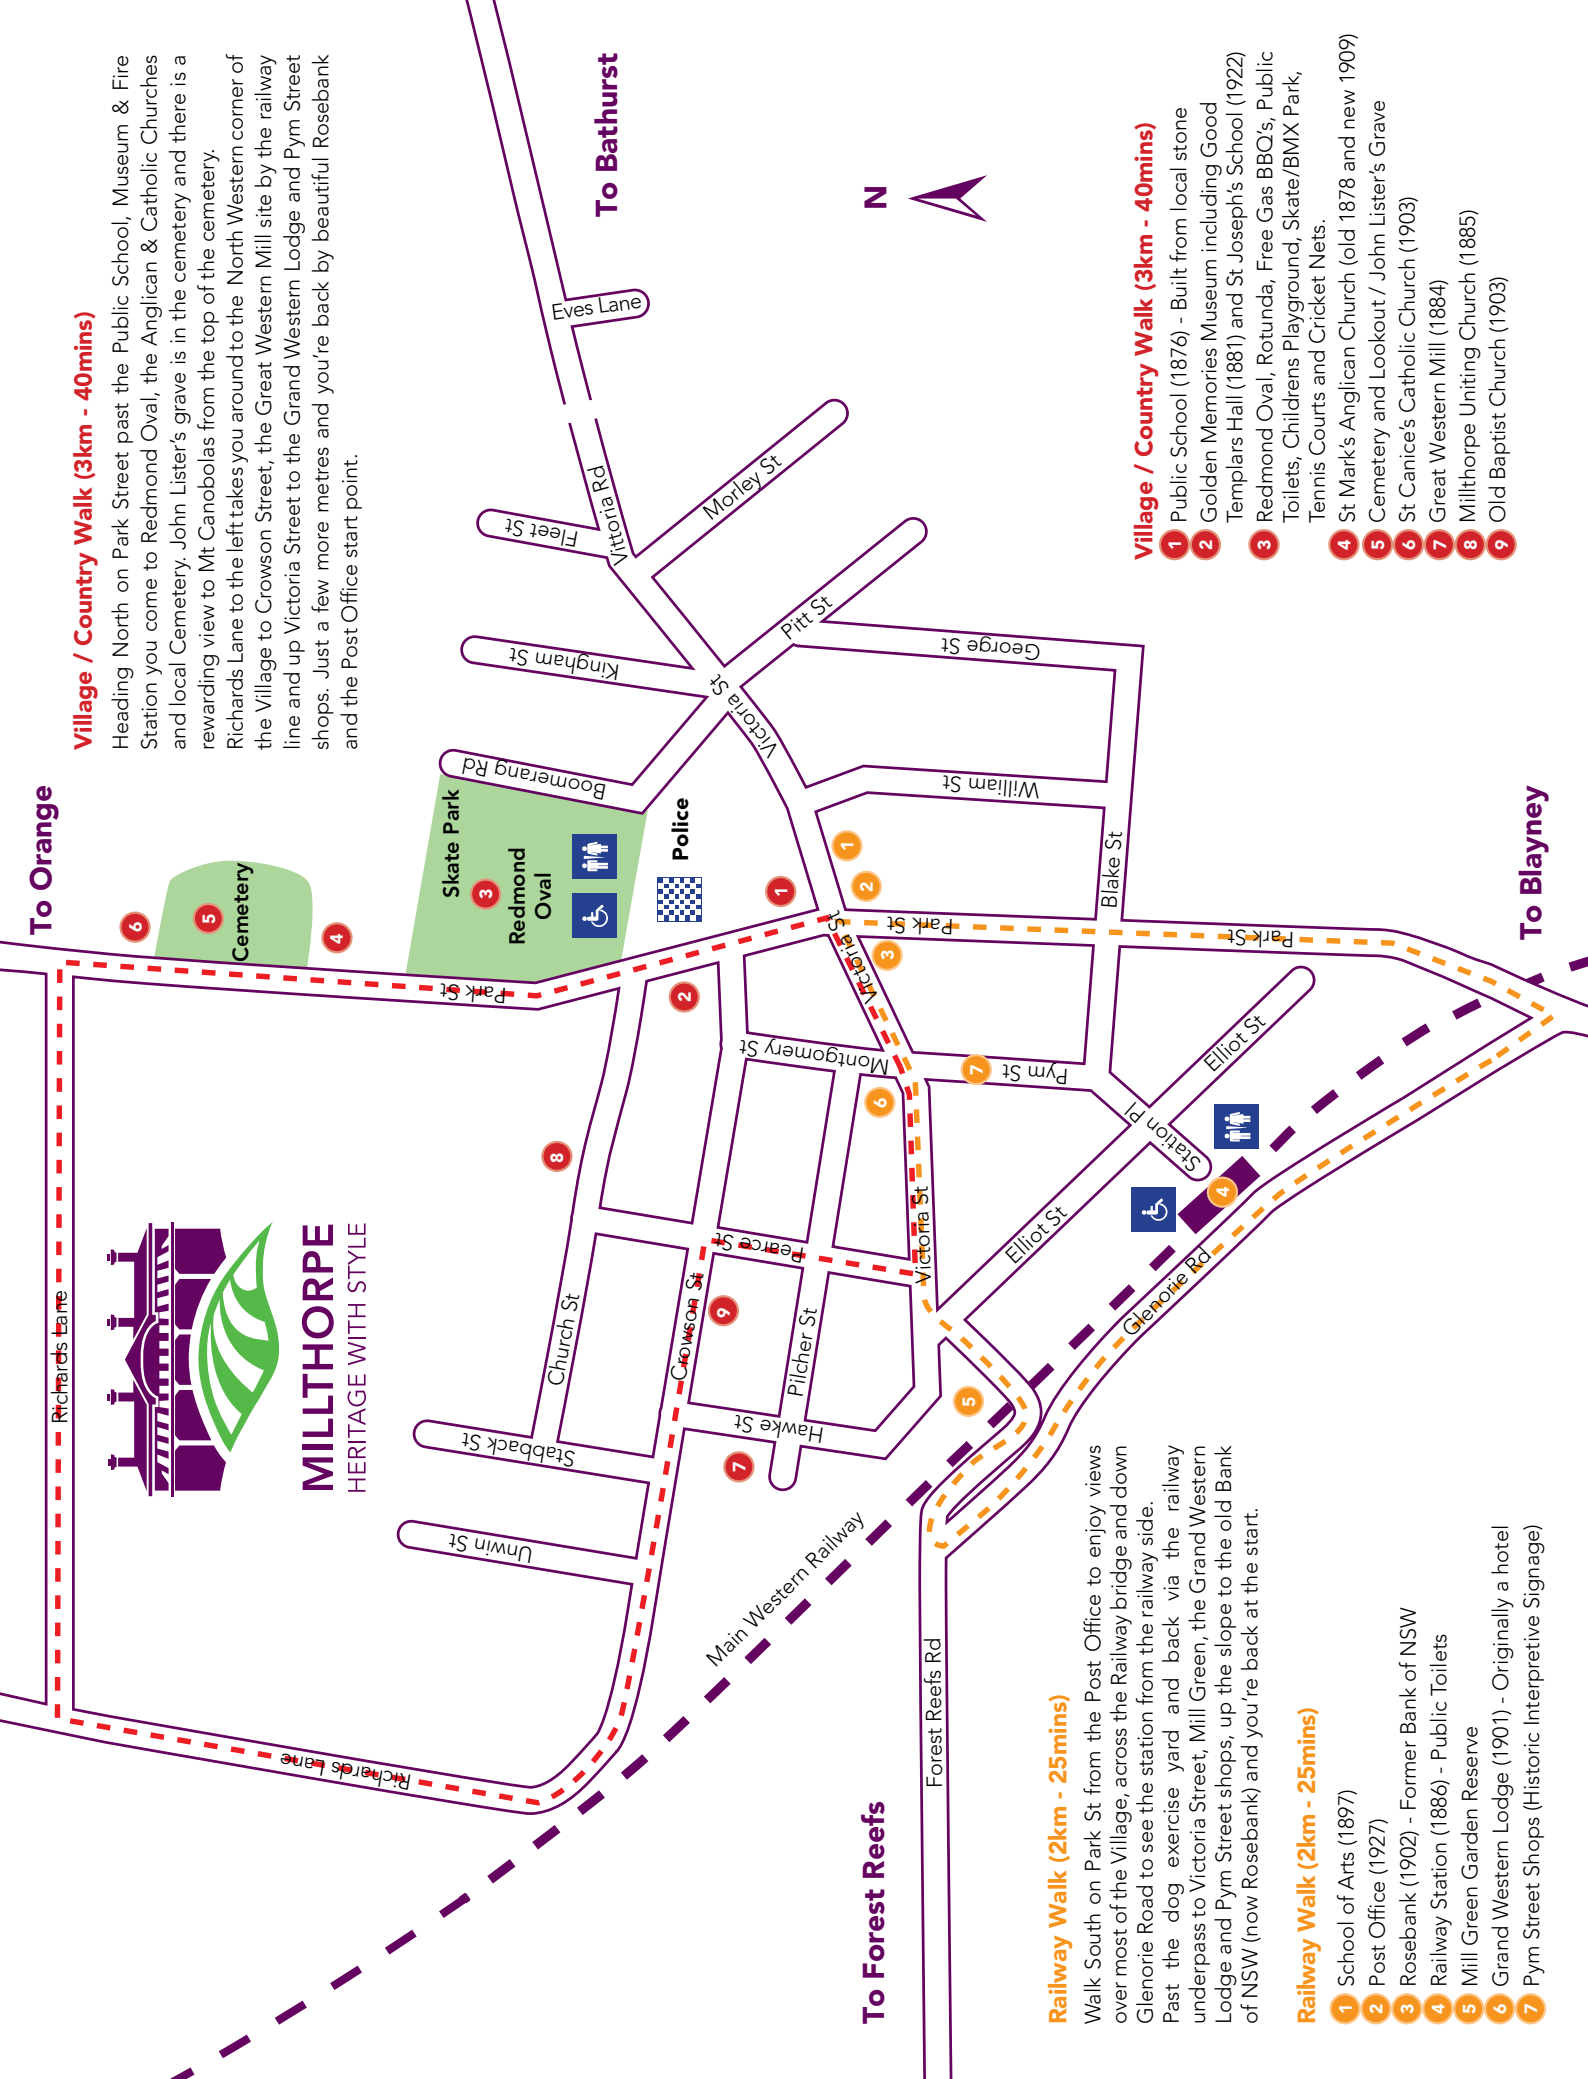 MILLTHORPE
HERITAGE WITH STYLE
Village / Country Walk (3km - 40mins)
Heading North on Park Street past the Public School, Museum & Fire
Station you come to Redmond Oval, the Anglican & Catholic Churches
and local Cemetery. John Lister's grave is in the cemetery and there is a
rewarding view to Mt Canobolas from the top of the cemetery.
Richards Lane to the left takes you around to the North Western corner of
the Village to Crowson Street, the Great Western Mill site by the railway
line and up Victoria Street to the Grand Western Lodge and Pym Street
shops. Just a few more metres and you're back by beautiful Rosebank
and the Post Office start point.
To Orange
Richards Lane
Richards Lane
6
5
Cemetery
4
Park St
Skate Park
3
Redmond
Oval
Boomerang Rd
Police
Kingham St
Fleet St
Vittoria Rd
Eves Lane
To Bathurst
N
Morley St
Pitt St
Victoria St
George St
William St
Blake St
1
2
1
2
3
Victoria St
Park St
Park St
Montgomery St
Pym St
7
6
8
Church St
Pearce St
Crowson St
9
Pilcher St
Hawke St
7
Stabback St
Unwin St
Victoria St
Elliot St
Elliot St
Station Pl
4
5
Glenorie Rd
Main Western Railway
Forest Reefs Rd
To Forest Reefs
To Blayney
Railway Walk (2km - 25mins)
Walk South on Park St from the Post Office to enjoy views
over most of the Village, across the Railway bridge and down
Glenorie Road to see the station from the railway side.
Past the dog exercise yard and back via the railway
underpass to Victoria Street, Mill Green, the Grand Western
Lodge and Pym Street shops, up the slope to the old Bank
of NSW (now Rosebank) and you're back at the start.
Railway Walk (2km - 25mins)
1 School of Arts (1897)
2 Post Office (1927)
3 Rosebank (1902) - Former Bank of NSW
4 Railway Station (1886) - Public Toilets
5 Mill Green Garden Reserve
6 Grand Western Lodge (1901) - Originally a hotel
7 Pym Street Shops (Historic Interpretive Signage)
Village / Country Walk (3km - 40mins)
1 Public School (1876) - Built from local stone
2 Golden Memories Museum including Good
Templars Hall (1881) and St Joseph's School (1922)
3 Redmond Oval, Rotunda, Free Gas BBQ's, Public
Toilets, Childrens Playground, Skate/BMX Park,
Tennis Courts and Cricket Nets.
4 St Mark's Anglican Church (old 1878 and new 1909)
5 Cemetery and Lookout / John Lister's Grave
6 St Canice's Catholic Church (1903)
7 Great Western Mill (1884)
8 Millthorpe Uniting Church (1885)
9 Old Baptist Church (1903)